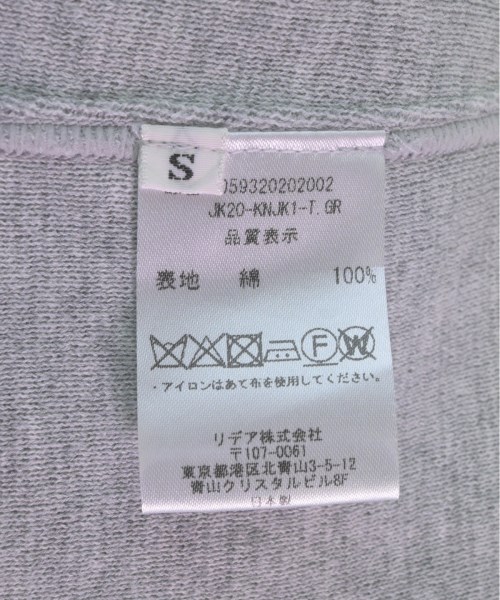 S
059320202002
JK20-KNJK1-T.GR
品質表示
表地 綿 100%
F W
・アイロンはあて布を使用してください。
リデア株式会社
〒107-0061
東京都港区北青山3-5-12
青山クリスタルビル8F
日本製